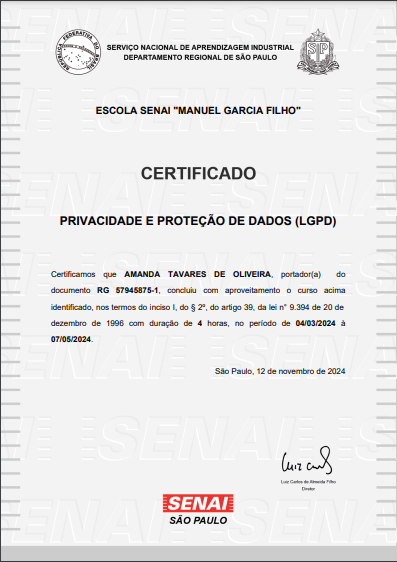 REPÚBLICA FEDERATIVA DO BRASIL
SERVIÇO NACIONAL DE APRENDIZAGEM INDUSTRIAL
DEPARTAMENTO REGIONAL DE SÃO PAULO
SP
ESCOLA SENAI "MANUEL GARCIA FILHO"
CERTIFICADO
PRIVACIDADE E PROTEÇÃO DE DADOS (LGPD)
Certificamos que AMANDA TAVARES DE OLIVEIRA, portador(a) do
documento RG 57945875-1, concluiu com aproveitamento o curso acima
identificado, nos termos do inciso I, do § 2º, do artigo 39, da lei n° 9.394 de 20 de
dezembro de 1996 com duração de 4 horas, no período de 04/03/2024 à
07/05/2024.
São Paulo, 12 de novembro de 2024
Luiz Carlos de Almeida Filho
Diretor
SENAI
SÃO PAULO